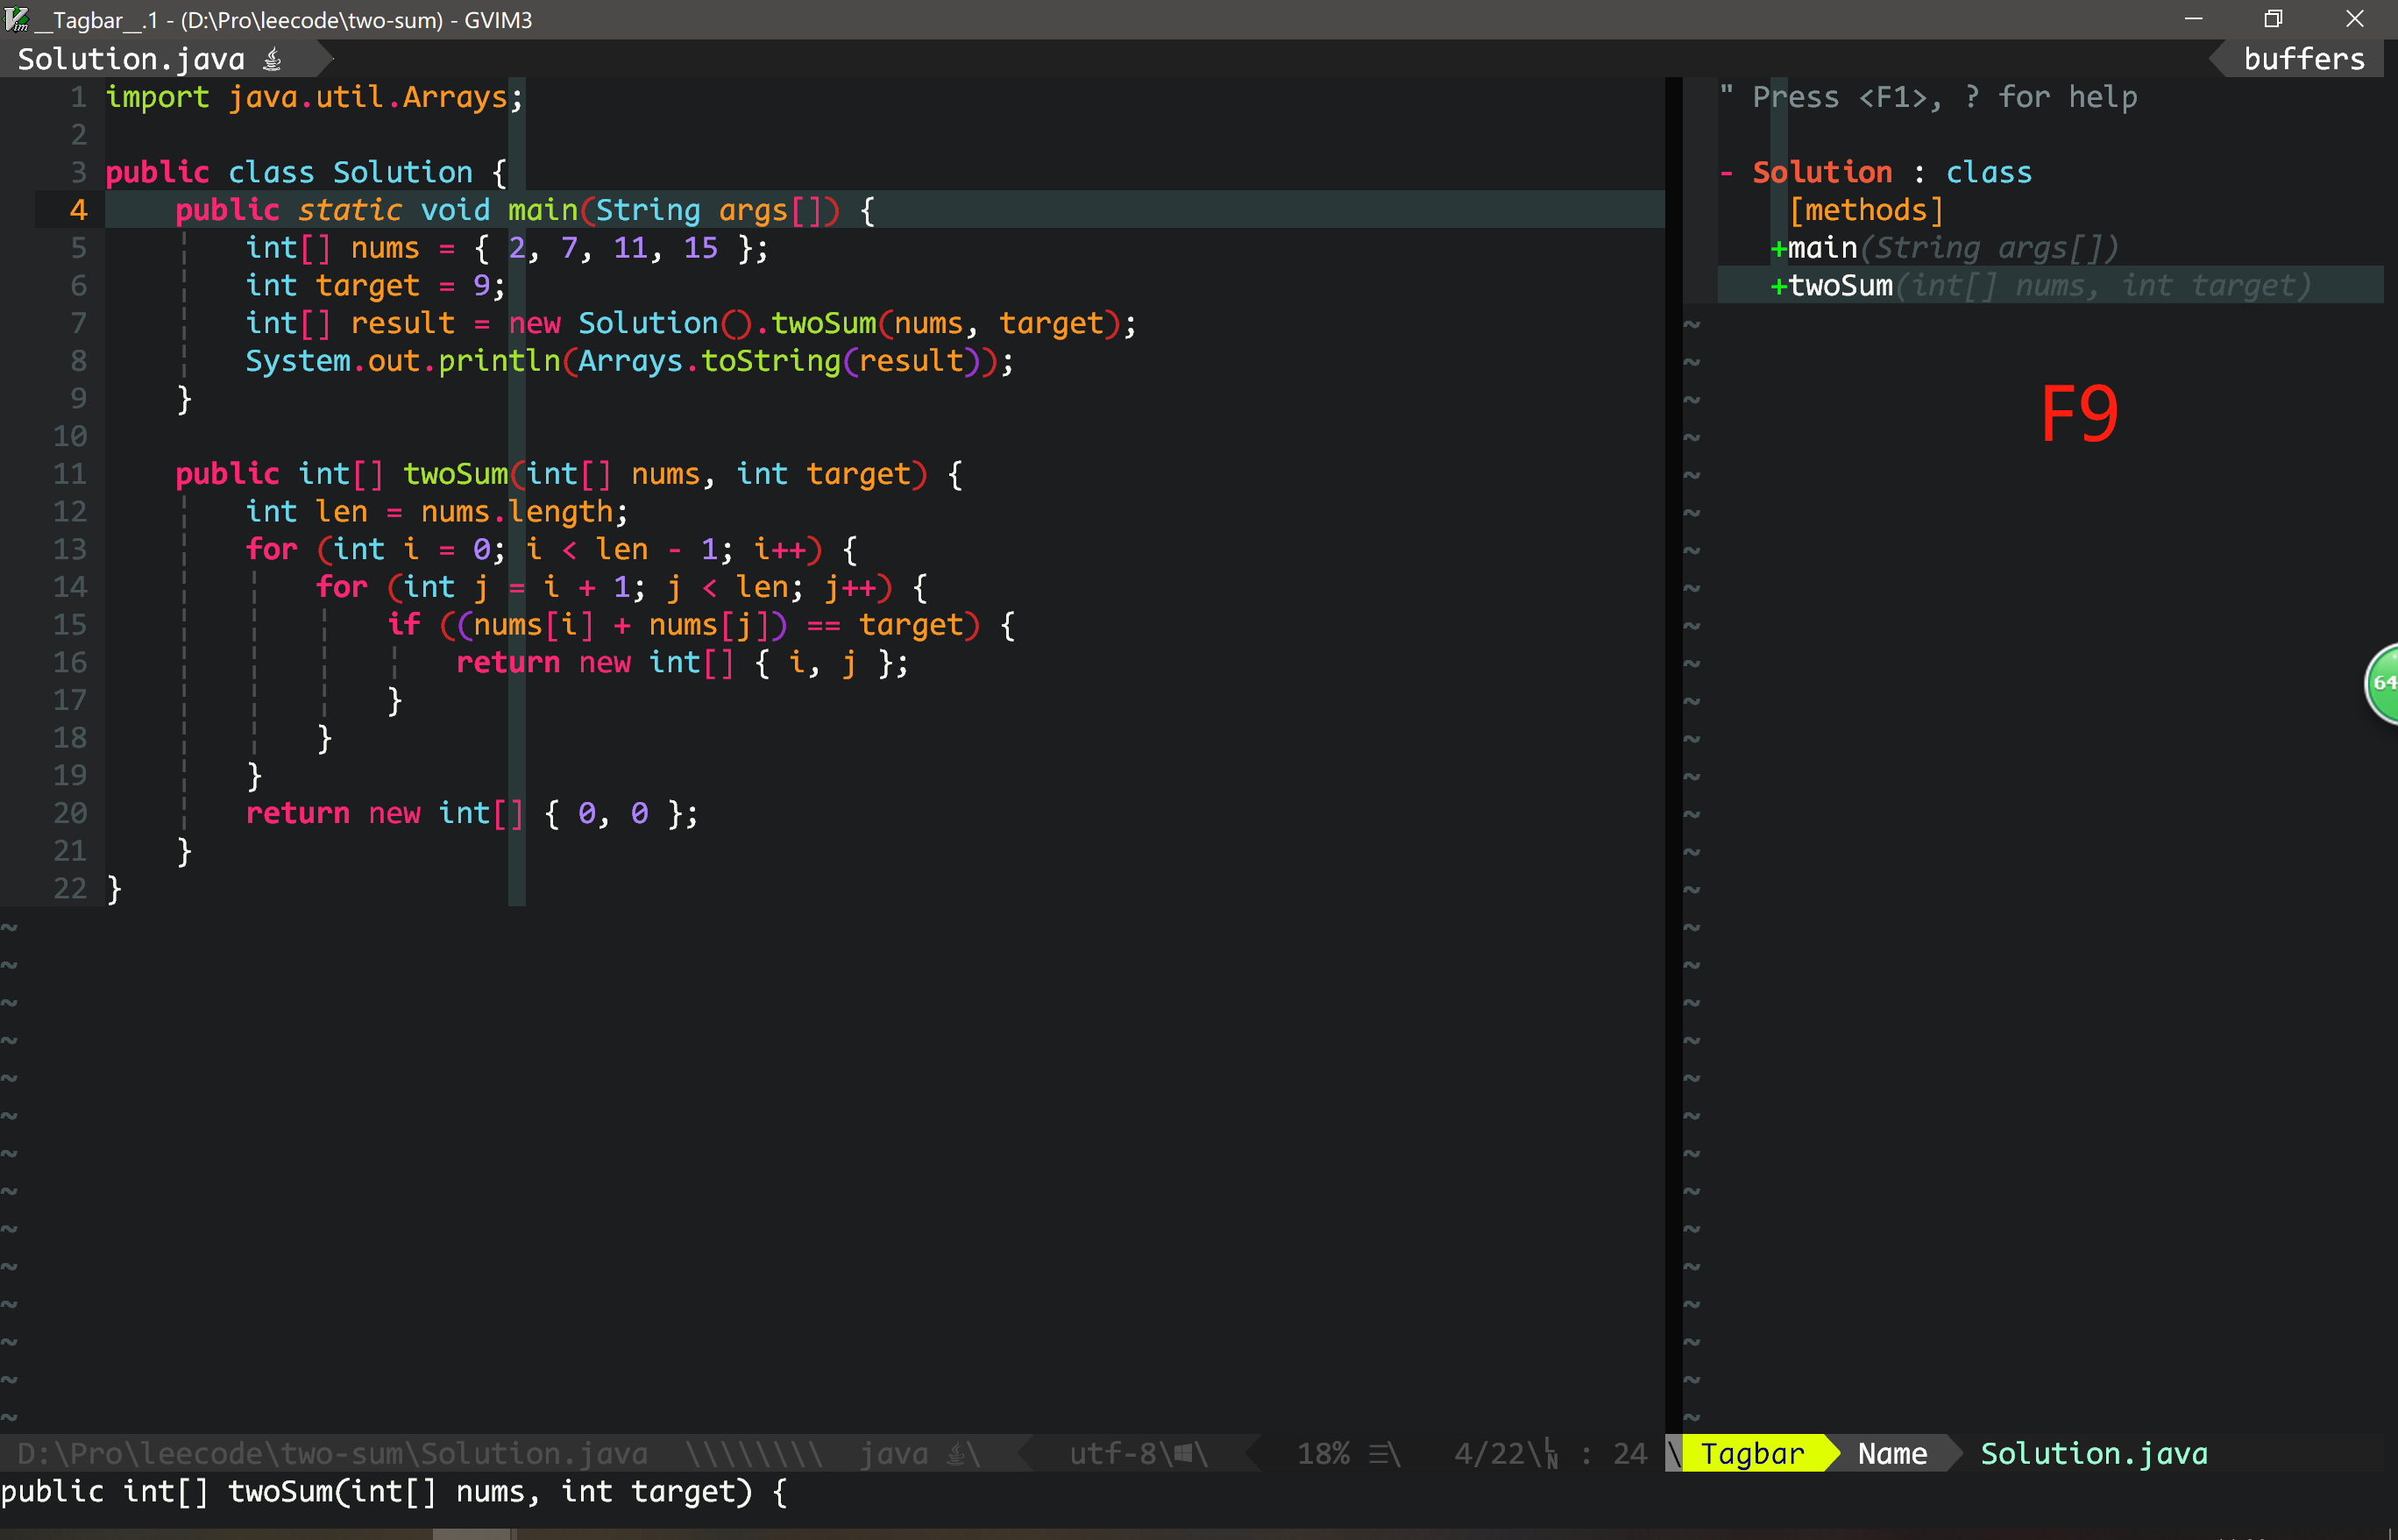 __Tagbar__.1 - (D:\Pro\leecode\two-sum) - GVIM3
Solution.java
buffers
1 import java.util.Arrays;
2
3 public class Solution {
4     public static void main(String args[]) {
5         int[] nums = { 2, 7, 11, 15 };
6         int target = 9;
7         int[] result = new Solution().twoSum(nums, target);
8         System.out.println(Arrays.toString(result));
9     }
10
11     public int[] twoSum(int[] nums, int target) {
12         int len = nums.length;
13         for (int i = 0; i < len - 1; i++) {
14             for (int j = i + 1; j < len; j++) {
15                 if ((nums[i] + nums[j]) == target) {
16                     return new int[] { i, j };
17                 }
18             }
19         }
20         return new int[] { 0, 0 };
21     }
22 }
" Press <F1>, ? for help
- Solution : class
[methods]
+main(String args[])
+twoSum(int[] nums, int target)
F9
64
D:\Pro\leecode\two-sum\Solution.java \\\\\\\\ java \ utf-8\ \ 18% ☰\ 4/22\LN : 24 \ Tagbar Name Solution.java
public int[] twoSum(int[] nums, int target) {